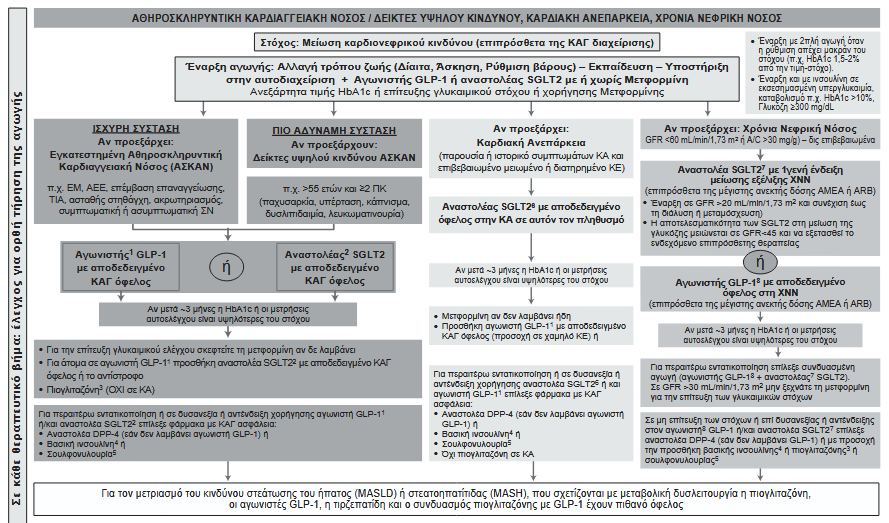 Σε κάθε θεραπευτικό βήμα: έλεγχος για ορθή τήρηση της αγωγής
ΑΘΗΡΟΣΚΛΗΡΥΝΤΙΚΗ ΚΑΡΔΙΑΓΓΕΙΑΚΗ ΝΟΣΟΣ / ΔΕΙΚΤΕΣ ΥΨΗΛΟΥ ΚΙΝΔΥΝΟΥ, ΚΑΡΔΙΑΚΗ ΑΝΕΠΑΡΚΕΙΑ, ΧΡΟΝΙΑ ΝΕΦΡΙΚΗ ΝΟΣΟΣ
Στόχος: Μείωση καρδιονεφρικού κινδύνου (επιπρόσθετα της ΚΑΓ διαχείρισης)
Έναρξη αγωγής: Αλλαγή τρόπου ζωής (Δίαιτα, Άσκηση, Ρύθμιση βάρους) – Εκπαίδευση – Υποστήριξη
στην αυτοδιαχείριση + Αγωνιστής GLP-1 ή αναστολέας SGLT2 με ή χωρίς Μετφορμίνη
Ανεξάρτητα τιμής HbA1c ή επίτευξης γλυκαιμικού στόχου ή χορήγησης Μετφορμίνης
• Έναρξη με 2πλή αγωγή όταν
η ρύθμιση απέχει μακράν του
στόχου (π.χ. HbA1c 1,5-2%
από την τιμή-στόχο).
• Έναρξη και με ινσουλίνη σε
εκσεσημασμένη υπεργλυκαιμία,
καταβολισμό π.χ. HbA1c >10%,
Γλυκόζη ≥300 mg/dL
ΙΣΧΥΡΗ ΣΥΣΤΑΣΗ
Αν προεξάρχει:
Εγκατεστημένη Αθηροσκληρυντική
Καρδιαγγειακή Νόσος (ΑΣΚΑΝ)
π.χ. ΕΜ, ΑΕΕ, επέμβαση επαναγγείωσης,
ΤΙΑ, ασταθής στηθάγχη, ακρωτηριασμός,
συμπτωματική ή ασυμπτωματική ΣΝ
ΠΙΟ ΑΔΥΝΑΜΗ ΣΥΣΤΑΣΗ
Αν προεξάρχουν:
Δείκτες υψηλού κινδύνου ΑΣΚΑΝ
π.χ. >55 ετών και ≥2 ΠΚ
(παχυσαρκία, υπέρταση, κάπνισμα,
δυσλιπιδαιμία, λευκωματινουρία)
Αγωνιστής¹ GLP-1
με αποδεδειγμένο
ΚΑΓ όφελος
ή
Αναστολέας² SGLT2
με αποδεδειγμένο
ΚΑΓ όφελος
Αν μετά ~3 μήνες η HbA1c ή οι μετρήσεις
αυτοελέγχου είναι υψηλότερες του στόχου
• Για την επίτευξη γλυκαιμικού ελέγχου σκεφτείτε τη μετφορμίνη αν δε λαμβάνει
• Για άτομα σε αγωνιστή GLP-1¹ προσθήκη αναστολέα SGLT2² με αποδεδειγμένο ΚΑΓ
όφελος ή το αντίστροφο
• Πιογλιταζόνη³ (ΟΧΙ σε ΚΑ)
Για περαιτέρω εντατικοποίηση ή σε δυσανεξία ή αντένδειξη χορήγησης αγωνιστή GLP-1¹
ή/και αναστολέα SGLT2² επίλεξε φάρμακα με ΚΑΓ ασφάλεια:
• Αναστολέα DPP-4 (εάν δεν λαμβάνει αγωνιστή GLP-1) ή
• Βασική ινσουλίνη⁴ ή
• Σουλφονυλουρία⁵
Αν προεξάρχει:
Καρδιακή Ανεπάρκεια
(παρουσία ή ιστορικό συμπτωμάτων ΚΑ και
επιβεβαιωμένο μειωμένο ή διατηρημένο ΚΕ)
Αναστολέας SGLT2⁶ με αποδεδειγμένο
όφελος στην ΚΑ σε αυτόν τον πληθυσμό
Αν μετά ~3 μήνες η HbA1c ή οι μετρήσεις
αυτοελέγχου είναι υψηλότερες του στόχου
• Μετφορμίνη αν δεν λαμβάνει ήδη
• Προσθήκη αγωνιστή GLP-1¹ με αποδεδειγμένο
ΚΑΓ όφελος (προσοχή σε χαμηλό ΚΕ) ή
Για περαιτέρω εντατικοποίηση ή σε δυσανεξία ή
αντένδειξη χορήγησης αναστολέα SGLT2⁶ ή και
αγωνιστή GLP-1¹ επίλεξε φάρμακα με ΚΑΓ
ασφάλεια:
• Αναστολέα DPP-4 (εάν δεν λαμβάνει αγωνιστή
GLP-1) ή
• Βασική ινσουλίνη⁴ ή
• Σουλφονυλουρία⁵
• Όχι πιογλιταζόνη σε ΚΑ
Αν προεξάρχει: Χρόνια Νεφρική Νόσος
GFR <60 mL/min/1,73 m² ή A/C >30 mg/g) – δις επιβεβαιωμένα
Αναστολέα SGLT2⁷ με 1γενή ένδειξη
μείωσης εξέλιξης ΧΝΝ
(επιπρόσθετα της μέγιστης ανεκτής δόσης ΑΜΕΑ ή ARB)
• Έναρξη σε GFR >20 mL/min/1,73 m² και συνέχιση έως
τη διάλυση ή μεταμόσχευση)
• Η αποτελεσματικότητα των SGLT2 στη μείωση της
γλυκόζης μειώνεται σε GFR<45 και να εξετασθεί το
ενδεχόμενο επιπρόσθετης θεραπείας
ή
Αγωνιστής GLP-1⁸ με αποδεδειγμένο
όφελος στη ΧΝΝ
(επιπρόσθετα της μέγιστης ανεκτής δόσης ΑΜΕΑ ή ARB)
Αν μετά ~3 μήνες η HbA1c ή οι μετρήσεις
αυτοελέγχου είναι υψηλότερες του στόχου
Για περαιτέρω εντατικοποίηση επίλεξε συνδυασμένη
αγωγή (αγωνιστής GLP-1⁸ + αναστολέας⁷ SGLT2).
Σε GFR >30 mL/min/1,73 m² μην ξεχνάτε τη μετφορμίνη
για την επίτευξη των γλυκαιμικών στόχων
Σε μη επίτευξη των στόχων ή επί δυσανεξίας ή αντένδειξης
στον αγωνιστή⁸ GLP-1 ή/και αναστολέα SGLT2⁷ επίλεξε
αναστολέα DPP-4 (εάν δεν λαμβάνει GLP-1) ή με προσοχή
την προσθήκη βασικής ινσουλίνης⁴ ή πιογλιταζόνης³ ή
σουλφονυλουρίας⁵
Για τον μετριασμό του κινδύνου στεάτωσης του ήπατος (MASLD) ή στεατοηπατίτιδας (MASH), που σχετίζονται με μεταβολική δυσλειτουργία η πιογλιταζόνη,
οι αγωνιστές GLP-1, η τιρζεπατίδη και ο συνδυασμός πιογλιταζόνης με GLP-1 έχουν πιθανό όφελος